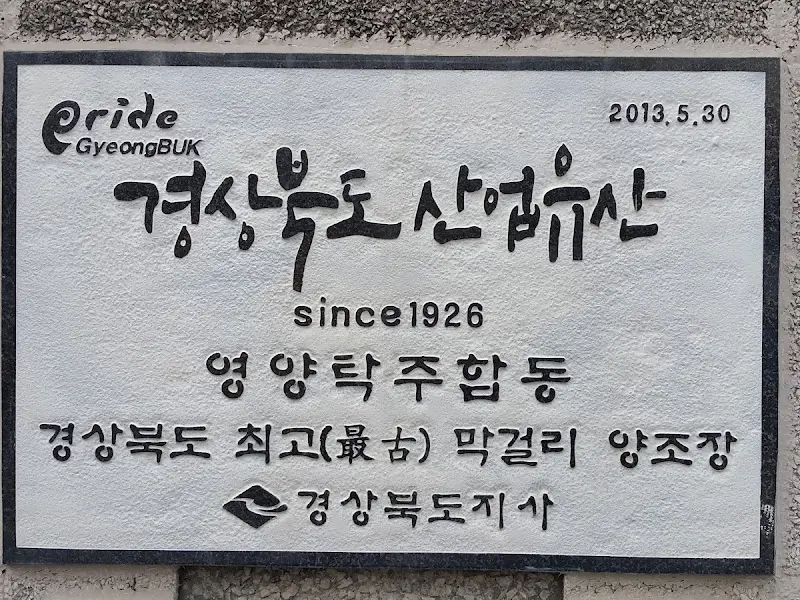 Pride GyeongBUK
2013.5.30
경상북도 산업유산
since1926
영양탁주합동
경상북도 최고(最古) 막걸리 양조장
경상북도지사